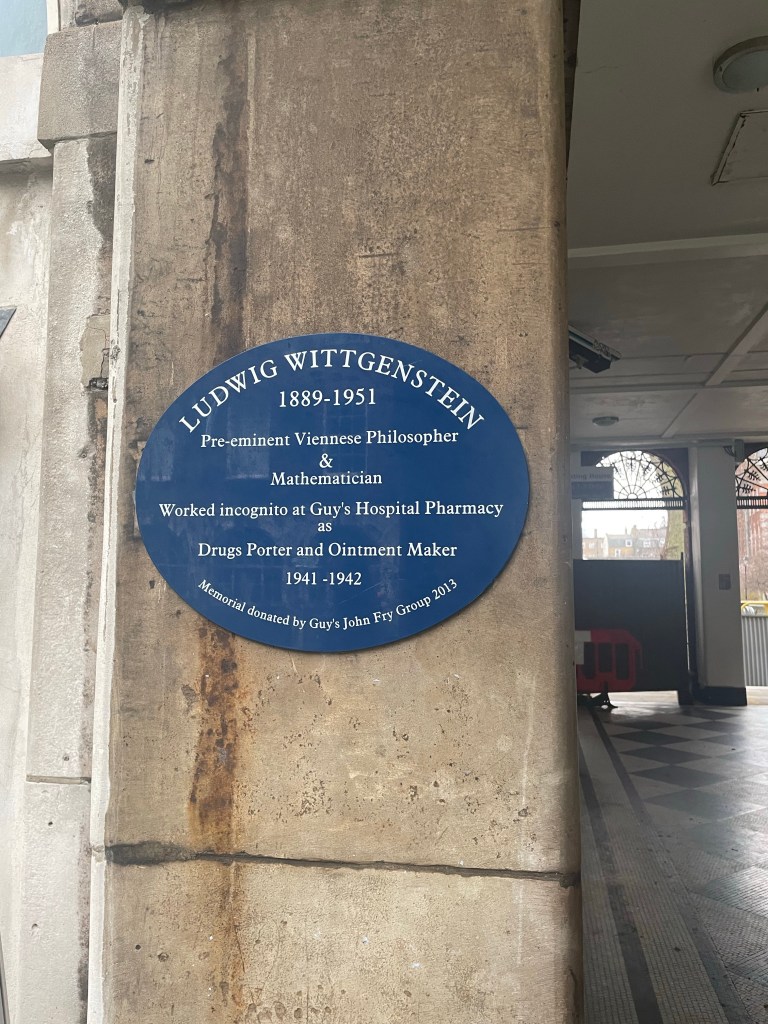 LUDWIG WITTGENSTEIN
1889-1951
Pre-eminent Viennese Philosopher
&
Mathematician
Worked incognito at Guy's Hospital Pharmacy
as
Drugs Porter and Ointment Maker
1941 -1942
Memorial donated by Guy's John Fry Group 2013